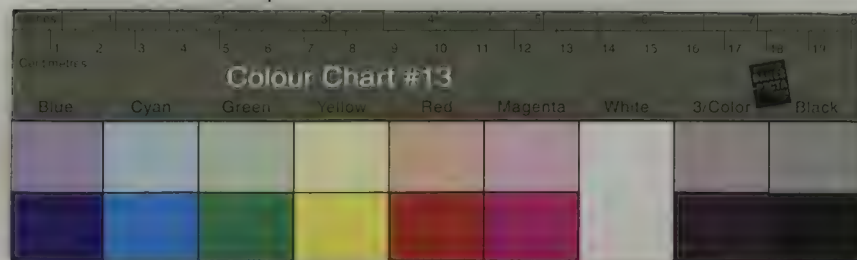 Inches 1 2 3 4 5 6 7 8
1 2 3 4 5 6 7 8 9 10 11 12 13 14 15 16 17 18 19
Centimetres
Colour Chart #13
Blue Cyan Green Yellow Red Magenta White 3/Color Black